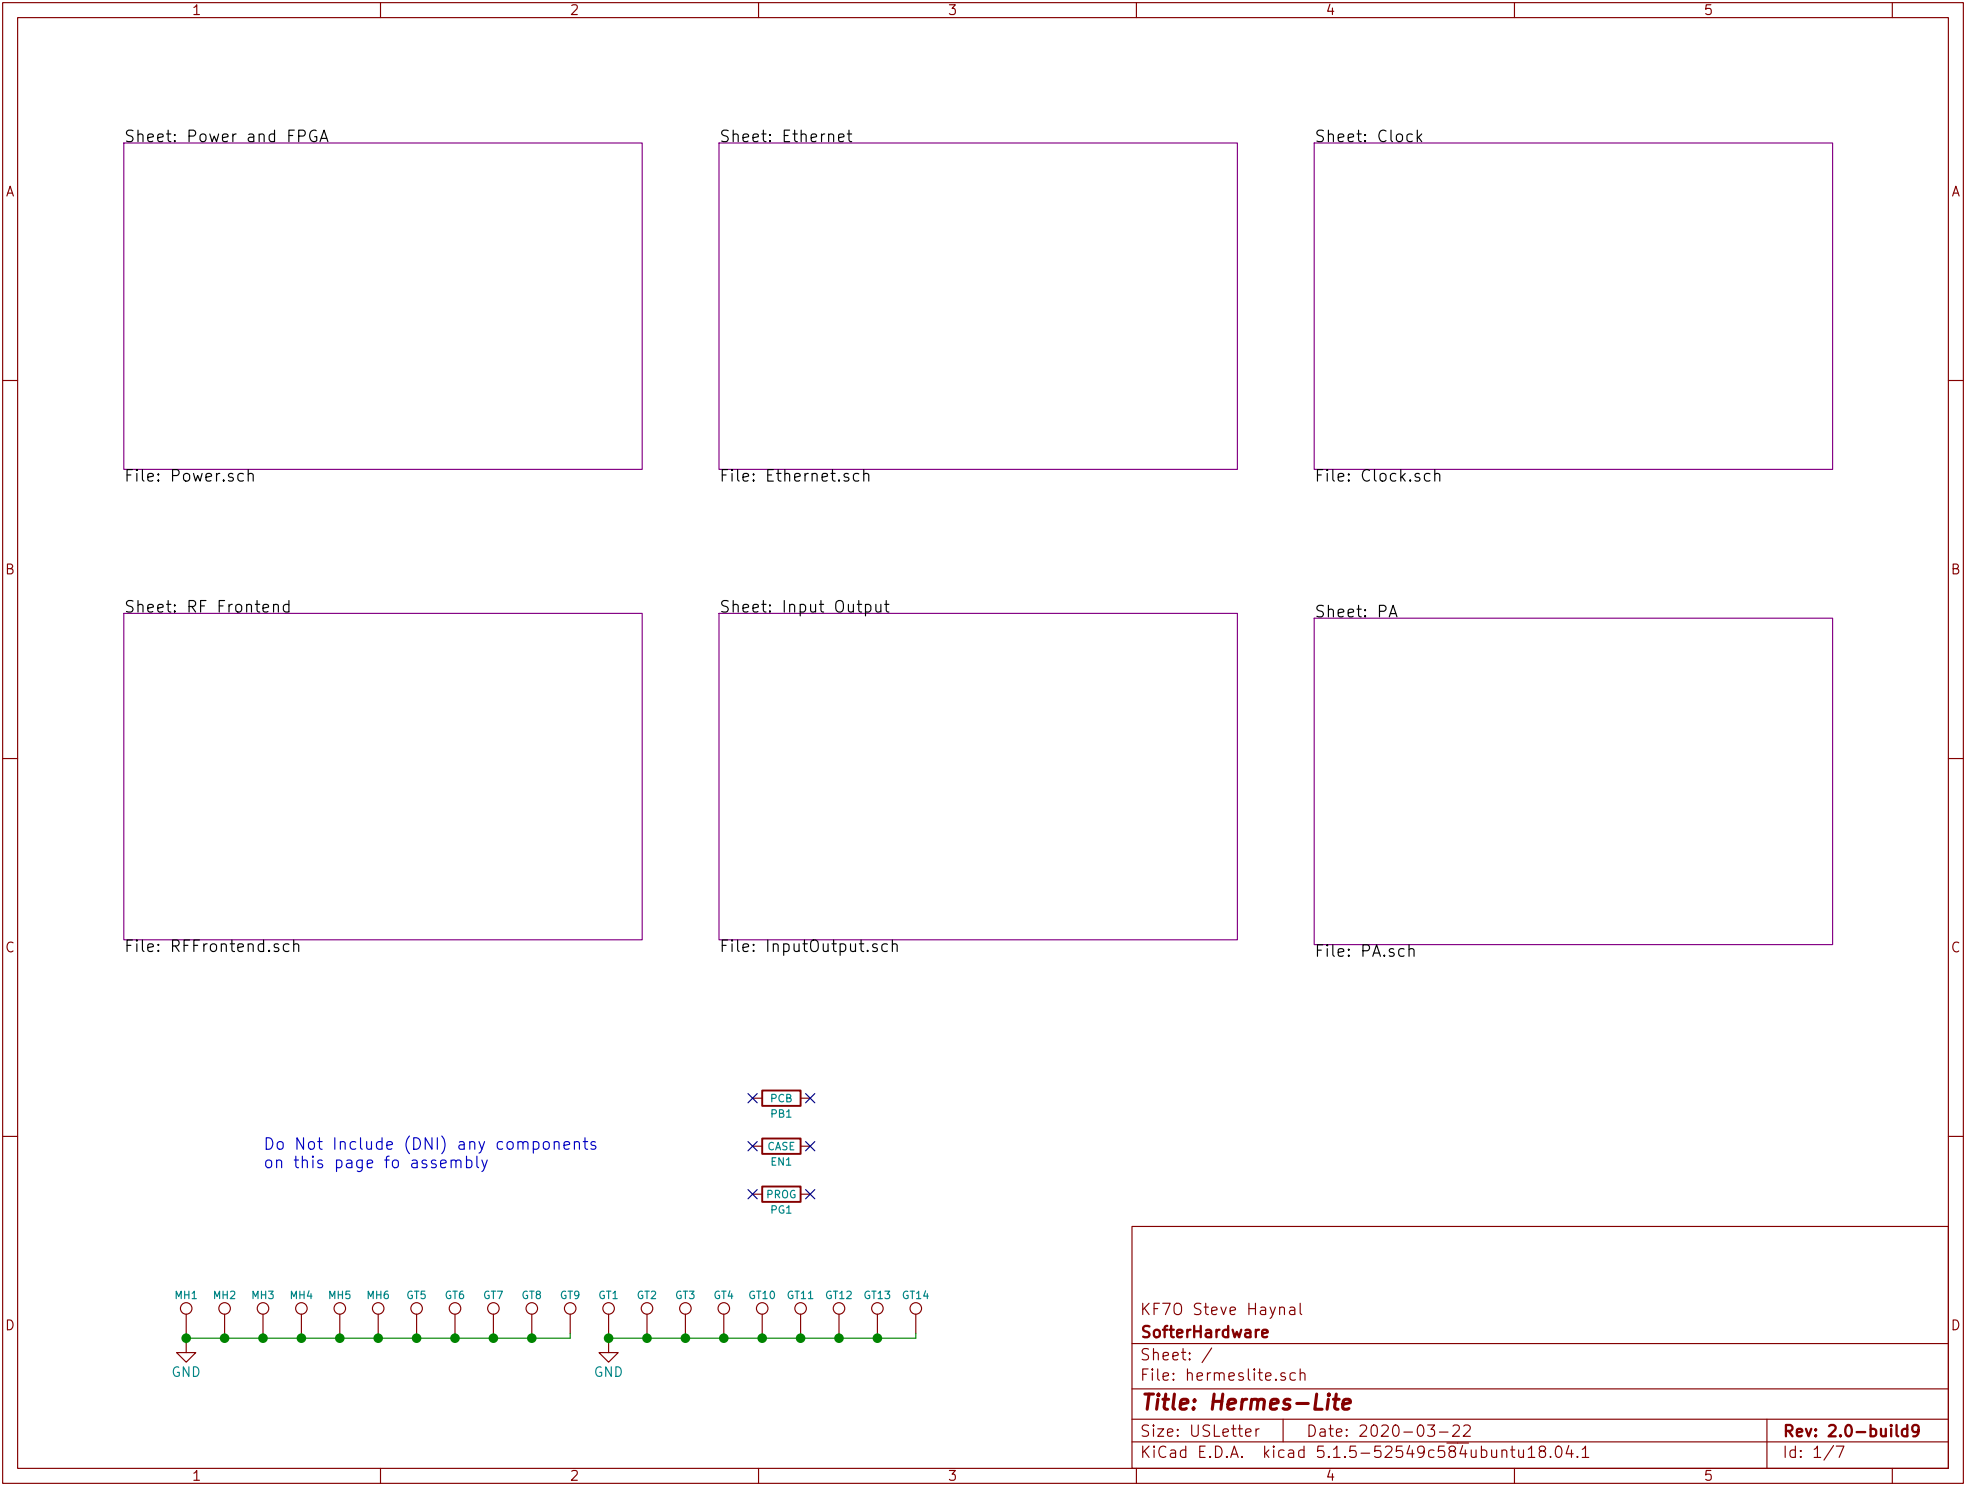 1 2 3 4 5
Sheet: Power and FPGA
Sheet: Ethernet
Sheet: Clock
A A
File: Power.sch
File: Ethernet.sch
File: Clock.sch
B B
Sheet: RF Frontend
Sheet: Input Output
Sheet: PA
C C
File: RFFrontend.sch
File: InputOutput.sch
File: PA.sch
PCB
PB1
Do Not Include (DNI) any components
on this page fo assembly
CASE
EN1
PROG
PG1
MH1 MH2 MH3 MH4 MH5 MH6 GT5 GT6 GT7 GT8 GT9 GT1 GT2 GT3 GT4 GT10 GT11 GT12 GT13 GT14
GND GND
D D
KF7O Steve Haynal
SofterHardware
Sheet: /
File: hermeslite.sch
Title: Hermes-Lite
Size: USLetter Date: 2020-03-22 Rev: 2.0-build9
KiCad E.D.A. kicad 5.1.5-52549c584ubuntu18.04.1 Id: 1/7
1 2 3 4 5